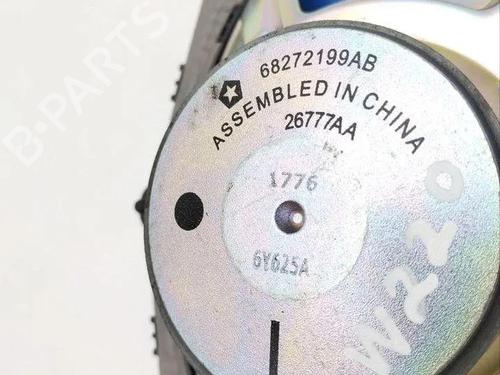 B-PARTS
68272199AB
ASSEMBLED IN CHINA
26777AA
1776
6Y625A
W220